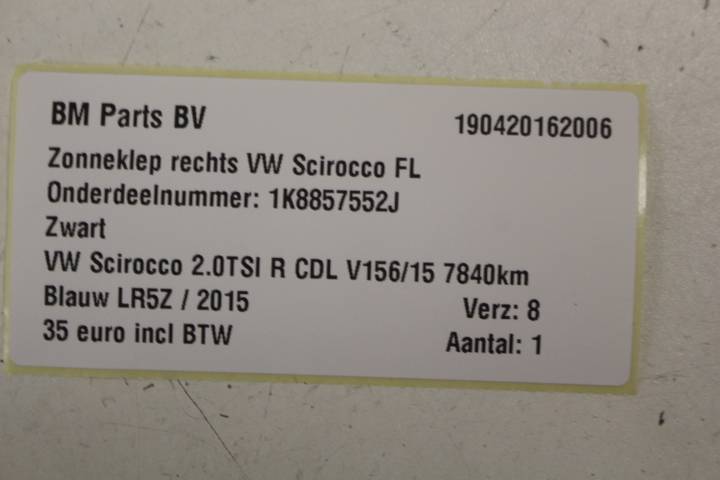 BM Parts BV 190420162006
Zonneklep rechts VW Scirocco FL
Onderdeelnummer: 1K8857552J
Zwart
VW Scirocco 2.0TSI R CDL V156/15 7840km
Blauw LR5Z / 2015 Verz: 8
35 euro incl BTW Aantal: 1